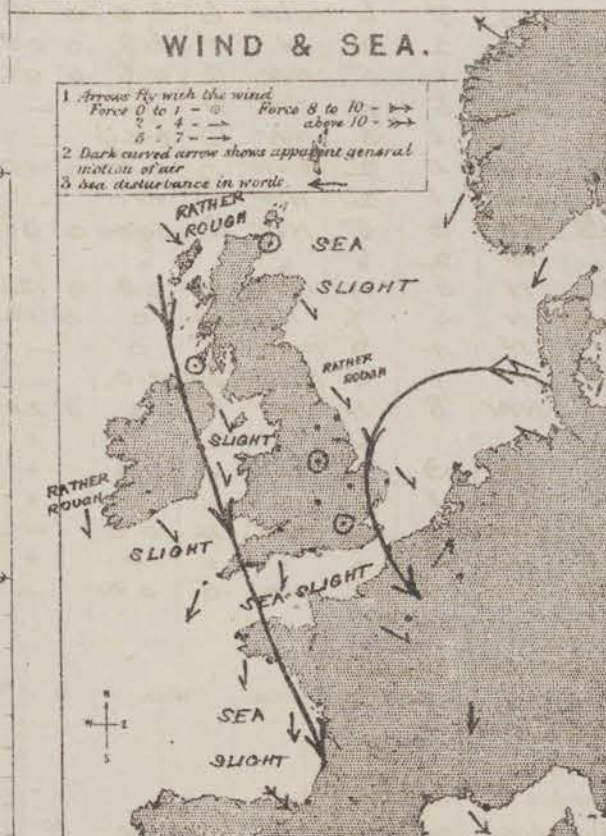 WIND & SEA.
1 Arrows fly with the wind
Force 0 to 1 - ⊙ Force 8 to 10 -
2 „ 4 - above 10 -
5 „ 7 -
2 Dark curved arrow shows apparent general
motion of air
3 Sea disturbance in words
RATHER
ROUGH
SEA
SLIGHT
RATHER
ROUGH
SLIGHT
RATHER
ROUGH
SLIGHT
SEA SLIGHT
SEA
SLIGHT
N
W E
S